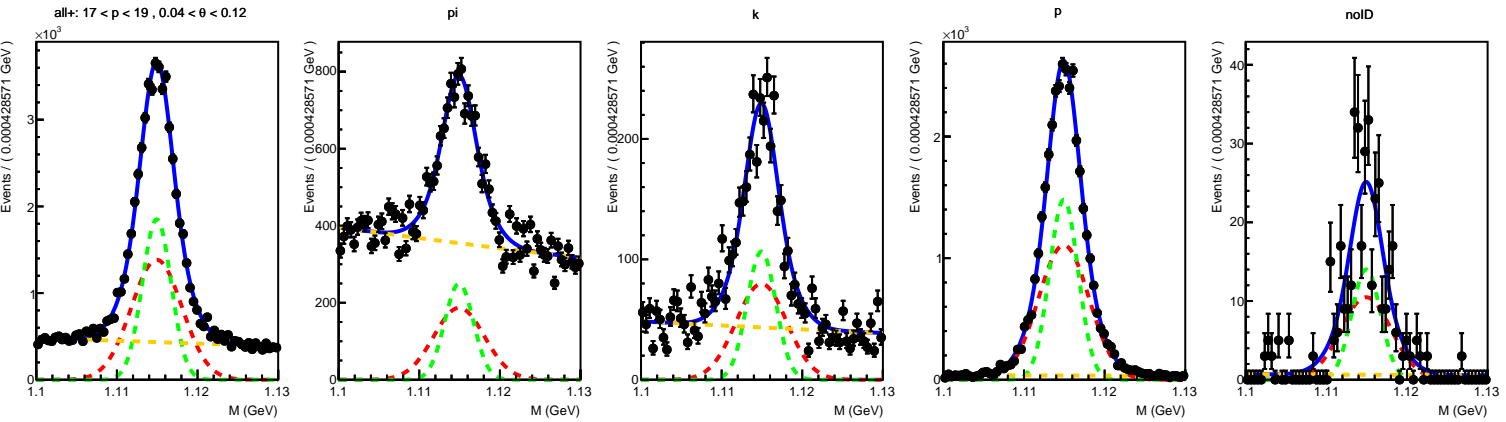 all+: 17 < p < 19 , 0.04 < θ < 0.12
×10³
Events / ( 0.000428571 GeV )
3
2
1
0
1.1
1.11
1.12
1.13
M (GeV)
pi
Events / ( 0.000428571 GeV )
800
600
400
200
0
1.1
1.11
1.12
1.13
M (GeV)
k
Events / ( 0.000428571 GeV )
200
100
0
1.1
1.11
1.12
1.13
M (GeV)
p
×10³
Events / ( 0.000428571 GeV )
2
1
0
1.1
1.11
1.12
1.13
M (GeV)
noID
Events / ( 0.000428571 GeV )
40
30
20
10
0
1.1
1.11
1.12
1.13
M (GeV)